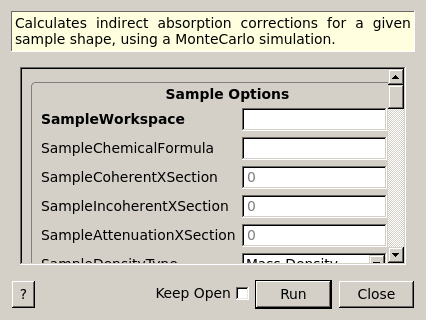 Calculates indirect absorption corrections for a given
sample shape, using a MonteCarlo simulation.
Sample Options
SampleWorkspace
SampleChemicalFormula
SampleCoherentXSection 0
SampleIncoherentXSection 0
SampleAttenuationXSection 0
SampleDensityType Mass Density
? Keep Open Run Close